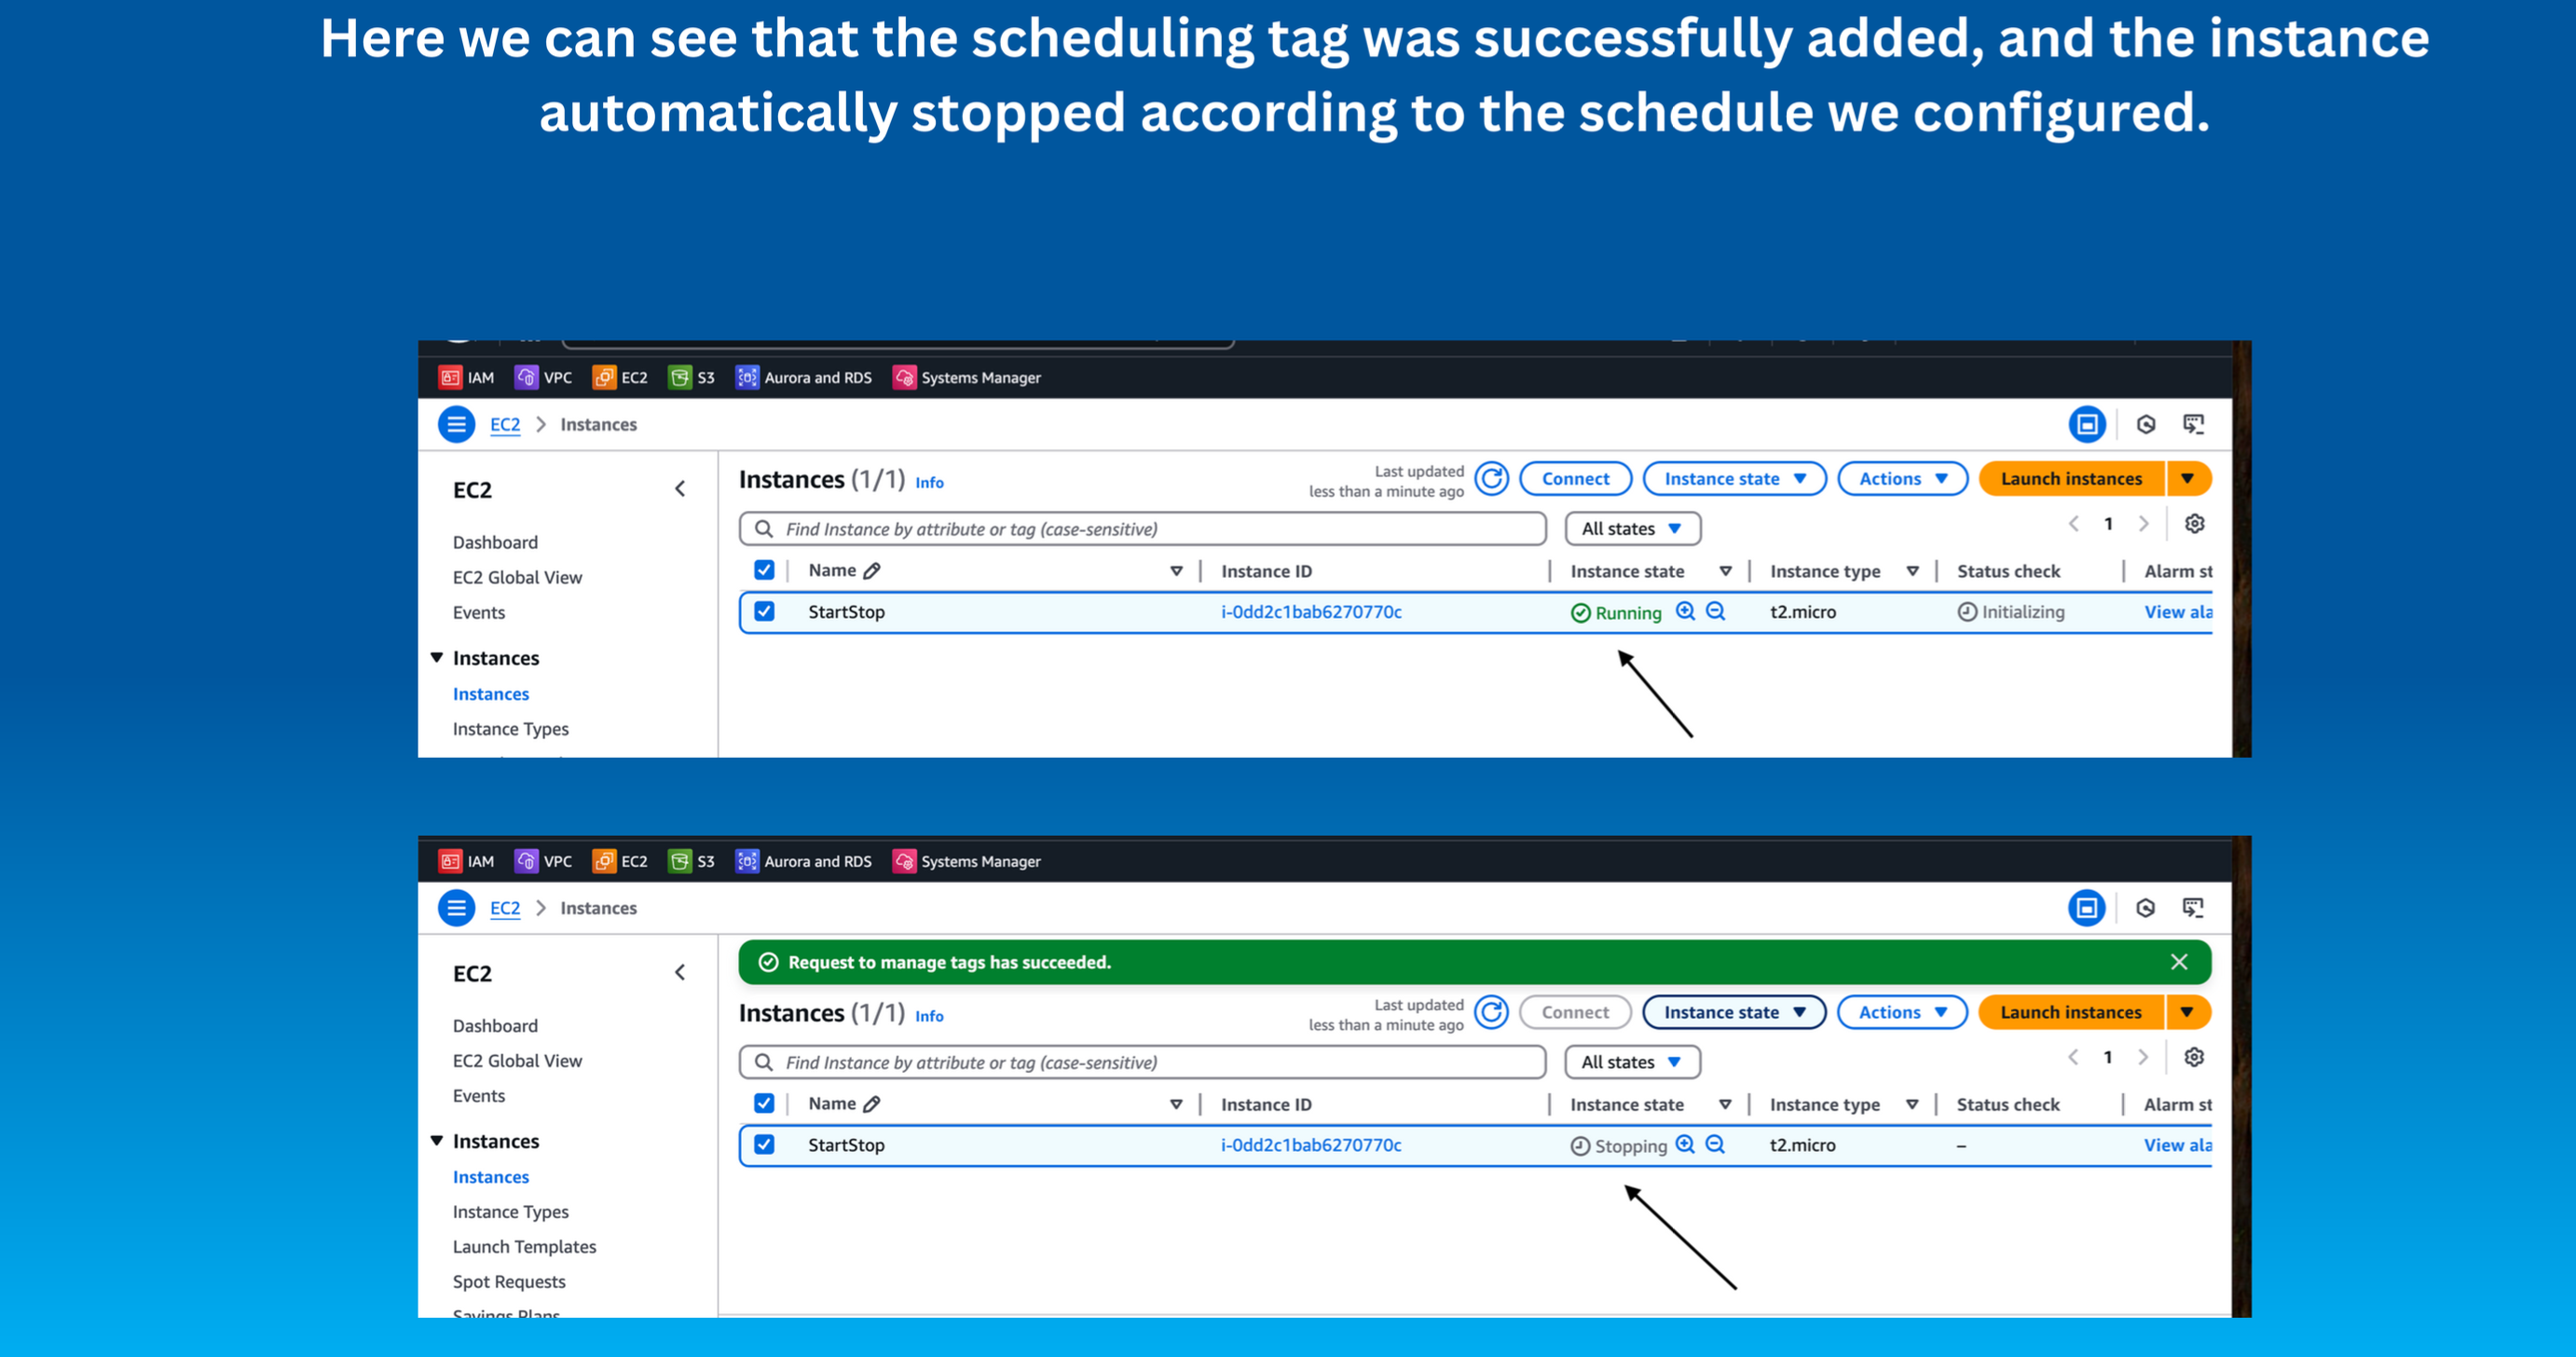 Here we can see that the scheduling tag was successfully added, and the instance
automatically stopped according to the schedule we configured.
IAM VPC EC2 S3 Aurora and RDS Systems Manager
EC2 > Instances
EC2
Dashboard
EC2 Global View
Events
Instances
Instances
Instance Types
Instances (1/1) Info
Last updated
less than a minute ago
Connect Instance state Actions Launch instances
Find Instance by attribute or tag (case-sensitive) All states 1
Name Instance ID Instance state Instance type Status check Alarm st
StartStop i-0dd2c1bab6270770c Running t2.micro Initializing View ala
IAM VPC EC2 S3 Aurora and RDS Systems Manager
EC2 > Instances
EC2
Dashboard
EC2 Global View
Events
Instances
Instances
Instance Types
Launch Templates
Spot Requests
Savings Plans
Request to manage tags has succeeded.
Instances (1/1) Info
Last updated
less than a minute ago
Connect Instance state Actions Launch instances
Find Instance by attribute or tag (case-sensitive) All states 1
Name Instance ID Instance state Instance type Status check Alarm st
StartStop i-0dd2c1bab6270770c Stopping t2.micro – View ala